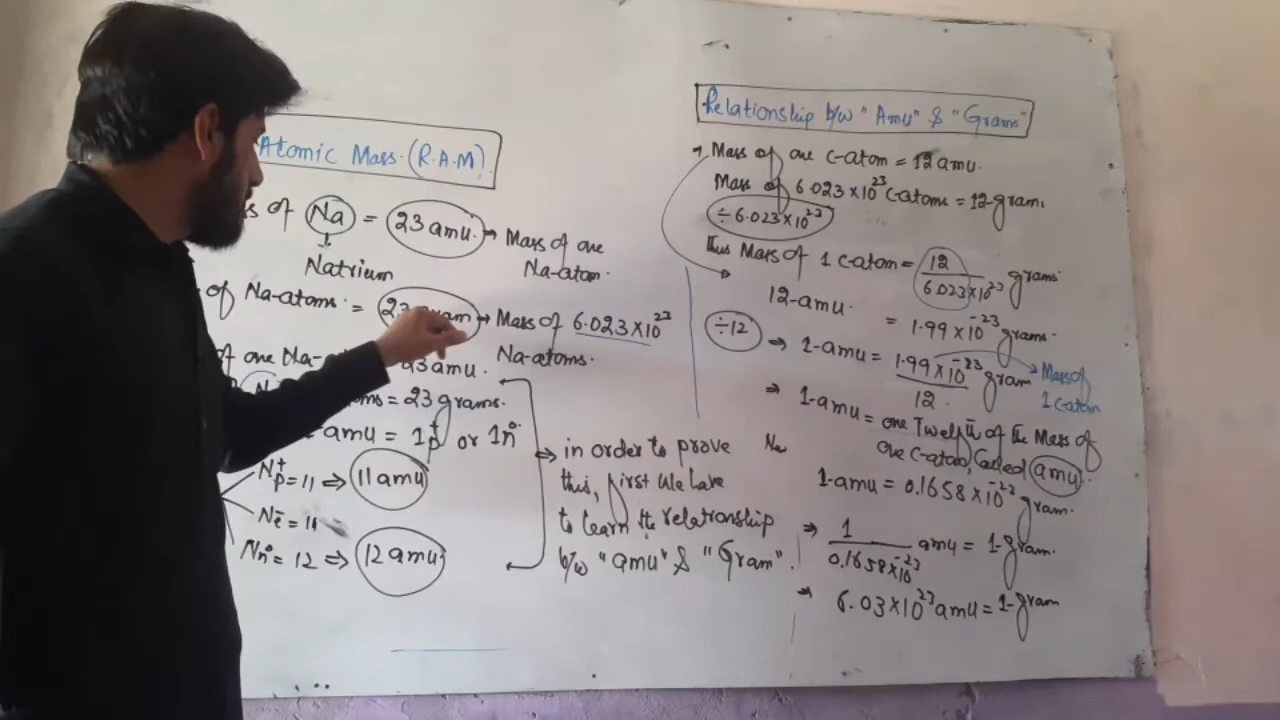 Atomic Mass. (R.A.M)
of Na = 23 amu. → Mass of one
Na-atom.
Natrium
of Na-atoms = 23 gram → Mass of 6.023×10²³
Na-atoms.
of one Na- 23 amu.
= 23 grams.
amu = 1p⁺ or 1n°
Np⁺ = 11 ⇒ 11 amu
Ne⁻ = 11
Nn° = 12 ⇒ 12 amu
⇒ in order to prove
this, first we have
to learn the relationship
b/w "amu" & "Gram".
Na
Relationship b/w "Amu" & "Grams"
→ Mass of one C-atom = 12 amu.
Mass of 6.023×10²³ C atoms = 12-gram.
÷ 6.023×10²³
Thus Mass of 1 C-atom = 12 / 6.023×10⁻²³ grams.
12-amu. = 1.99 × 10⁻²³ grams.
÷12 ⇒ 1-amu = 1.99×10⁻²³ gram / 12.
→ Mass of
1 C-atom
⇒ 1-amu = one Twelfth of the Mass of
one C-atom, Called amu.
1-amu = 0.1658×10⁻²³ gram.
⇒ 1 / 0.1658×10⁻²³ amu = 1-gram.
⇒ 6.03×10²³ amu = 1-gram